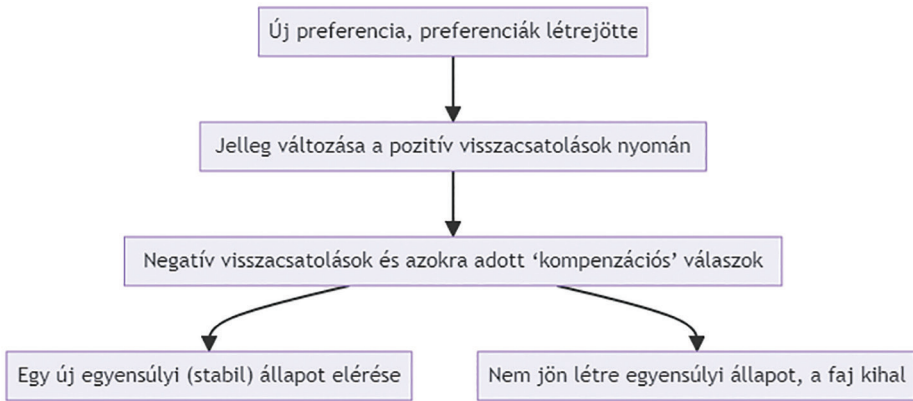 Új preferencia, preferenciák létrejötte
Jelleg változása a pozitív visszacsatolások nyomán
Negatív visszacsatolások és azokra adott ‘kompenzációs’ válaszok
Egy új egyensúlyi (stabil) állapot elérése
Nem jön létre egyensúlyi állapot, a faj kihal